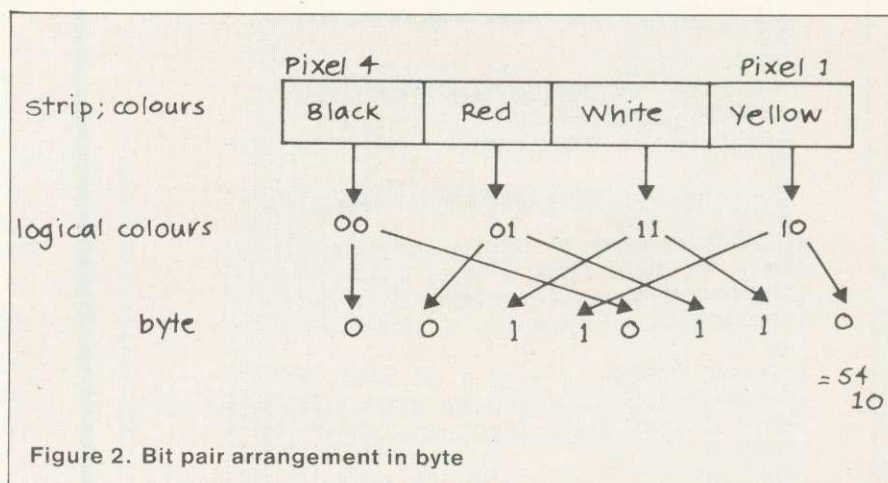 Pixel 4 Pixel 1
strip; colours Black Red White Yellow
logical colours 00 01 11 10
byte 0 0 1 1 0 1 1 0
= 54
10
Figure 2. Bit pair arrangement in byte